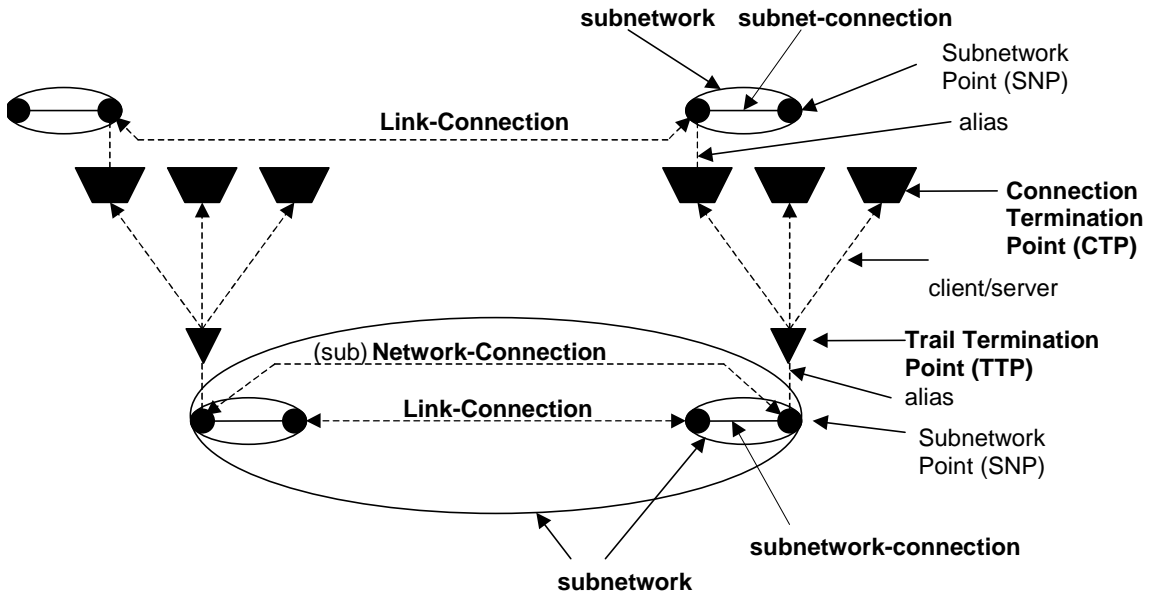 subnetwork subnet-connection
Subnetwork
Point (SNP)
Link-Connection
alias
Connection
Termination
Point (CTP)
client/server
Trail Termination
Point (TTP)
(sub) Network-Connection
alias
Link-Connection
Subnetwork
Point (SNP)
subnetwork-connection
subnetwork